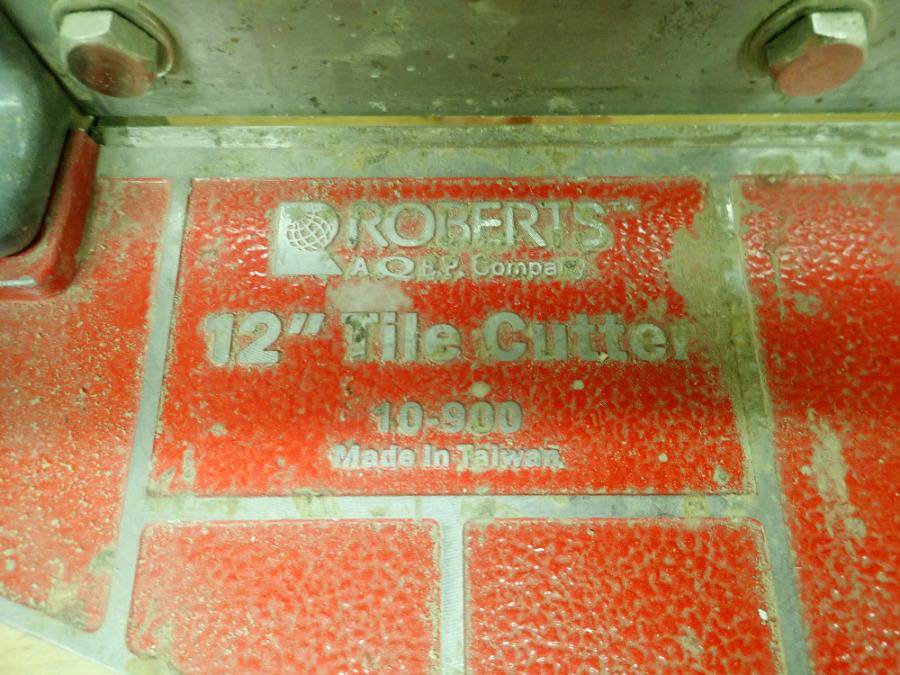 ROBERTS™
A Q.E.P. Company
12" Tile Cutter
10-900
Made In Taiwan